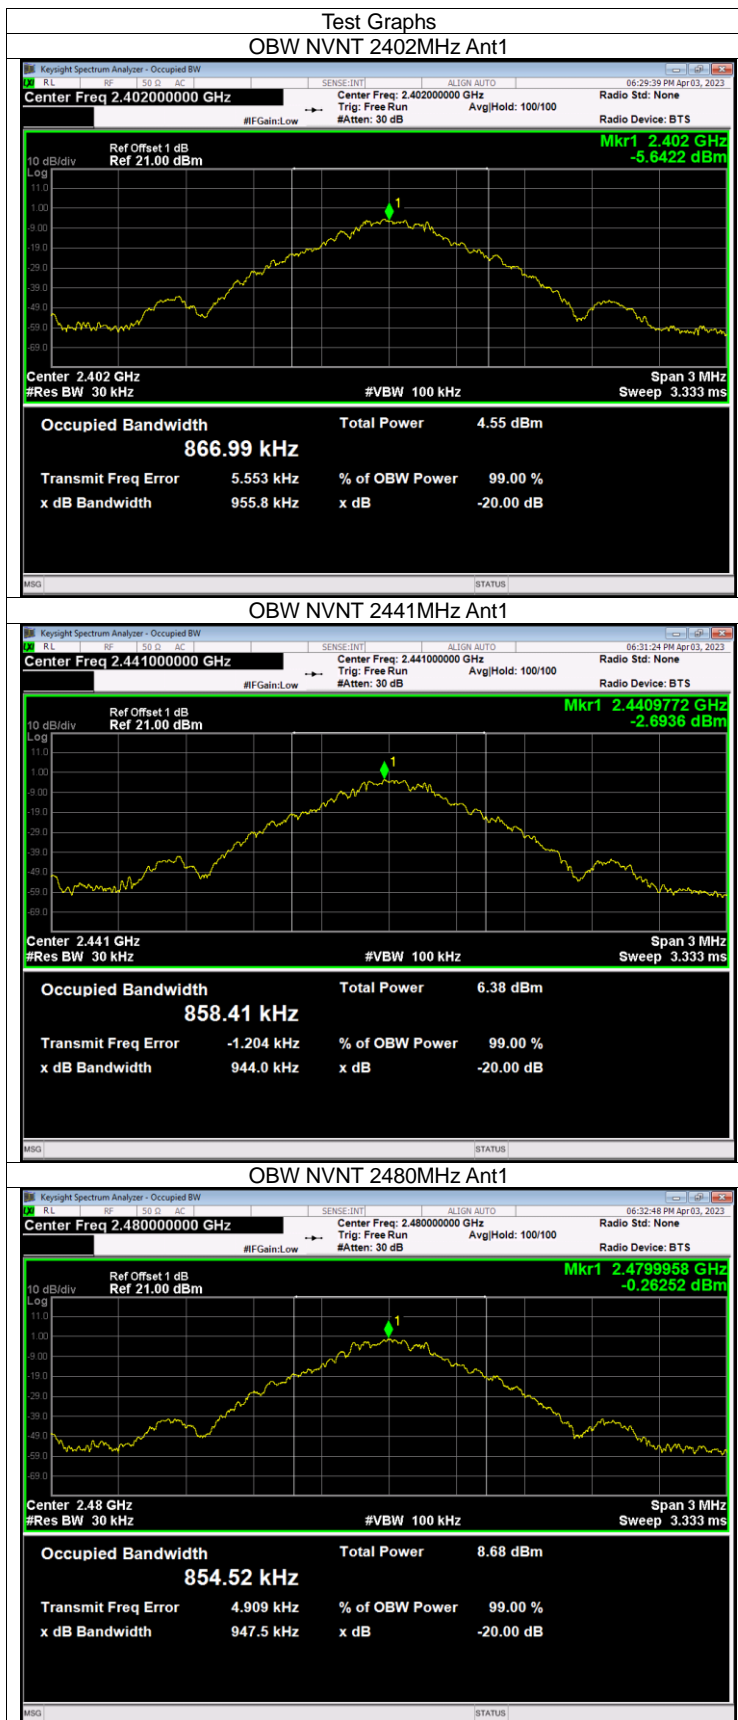 Test Graphs
OBW NVNT 2402MHz Ant1
Keysight Spectrum Analyzer - Occupied BW
LXI RL RF 50 Ω AC SENSE:INT ALIGN AUTO 06:29:39 PM Apr 03, 2023
Center Freq 2.402000000 GHz Center Freq: 2.402000000 GHz Radio Std: None
Trig: Free Run Avg|Hold: 100/100
#IFGain:Low #Atten: 30 dB Radio Device: BTS
Ref Offset 1 dB Mkr1 2.402 GHz
10 dB/div Ref 21.00 dBm -5.6422 dBm
Log
11.0
1.00
-9.00
-19.0
-29.0
-39.0
-49.0
-59.0
-69.0
1
Center 2.402 GHz Span 3 MHz
#Res BW 30 kHz #VBW 100 kHz Sweep 3.333 ms
Occupied Bandwidth Total Power 4.55 dBm
866.99 kHz
Transmit Freq Error 5.553 kHz % of OBW Power 99.00 %
x dB Bandwidth 955.8 kHz x dB -20.00 dB
MSG STATUS
OBW NVNT 2441MHz Ant1
Keysight Spectrum Analyzer - Occupied BW
LXI RL RF 50 Ω AC SENSE:INT ALIGN AUTO 06:31:24 PM Apr 03, 2023
Center Freq 2.441000000 GHz Center Freq: 2.441000000 GHz Radio Std: None
Trig: Free Run Avg|Hold: 100/100
#IFGain:Low #Atten: 30 dB Radio Device: BTS
Ref Offset 1 dB Mkr1 2.4409772 GHz
10 dB/div Ref 21.00 dBm -2.6936 dBm
Log
11.0
1.00
-9.00
-19.0
-29.0
-39.0
-49.0
-59.0
-69.0
1
Center 2.441 GHz Span 3 MHz
#Res BW 30 kHz #VBW 100 kHz Sweep 3.333 ms
Occupied Bandwidth Total Power 6.38 dBm
858.41 kHz
Transmit Freq Error -1.204 kHz % of OBW Power 99.00 %
x dB Bandwidth 944.0 kHz x dB -20.00 dB
MSG STATUS
OBW NVNT 2480MHz Ant1
Keysight Spectrum Analyzer - Occupied BW
LXI RL RF 50 Ω AC SENSE:INT ALIGN AUTO 06:32:48 PM Apr 03, 2023
Center Freq 2.480000000 GHz Center Freq: 2.480000000 GHz Radio Std: None
Trig: Free Run Avg|Hold: 100/100
#IFGain:Low #Atten: 30 dB Radio Device: BTS
Ref Offset 1 dB Mkr1 2.4799958 GHz
10 dB/div Ref 21.00 dBm -0.26252 dBm
Log
11.0
1.00
-9.00
-19.0
-29.0
-39.0
-49.0
-59.0
-69.0
1
Center 2.48 GHz Span 3 MHz
#Res BW 30 kHz #VBW 100 kHz Sweep 3.333 ms
Occupied Bandwidth Total Power 8.68 dBm
854.52 kHz
Transmit Freq Error 4.909 kHz % of OBW Power 99.00 %
x dB Bandwidth 947.5 kHz x dB -20.00 dB
MSG STATUS